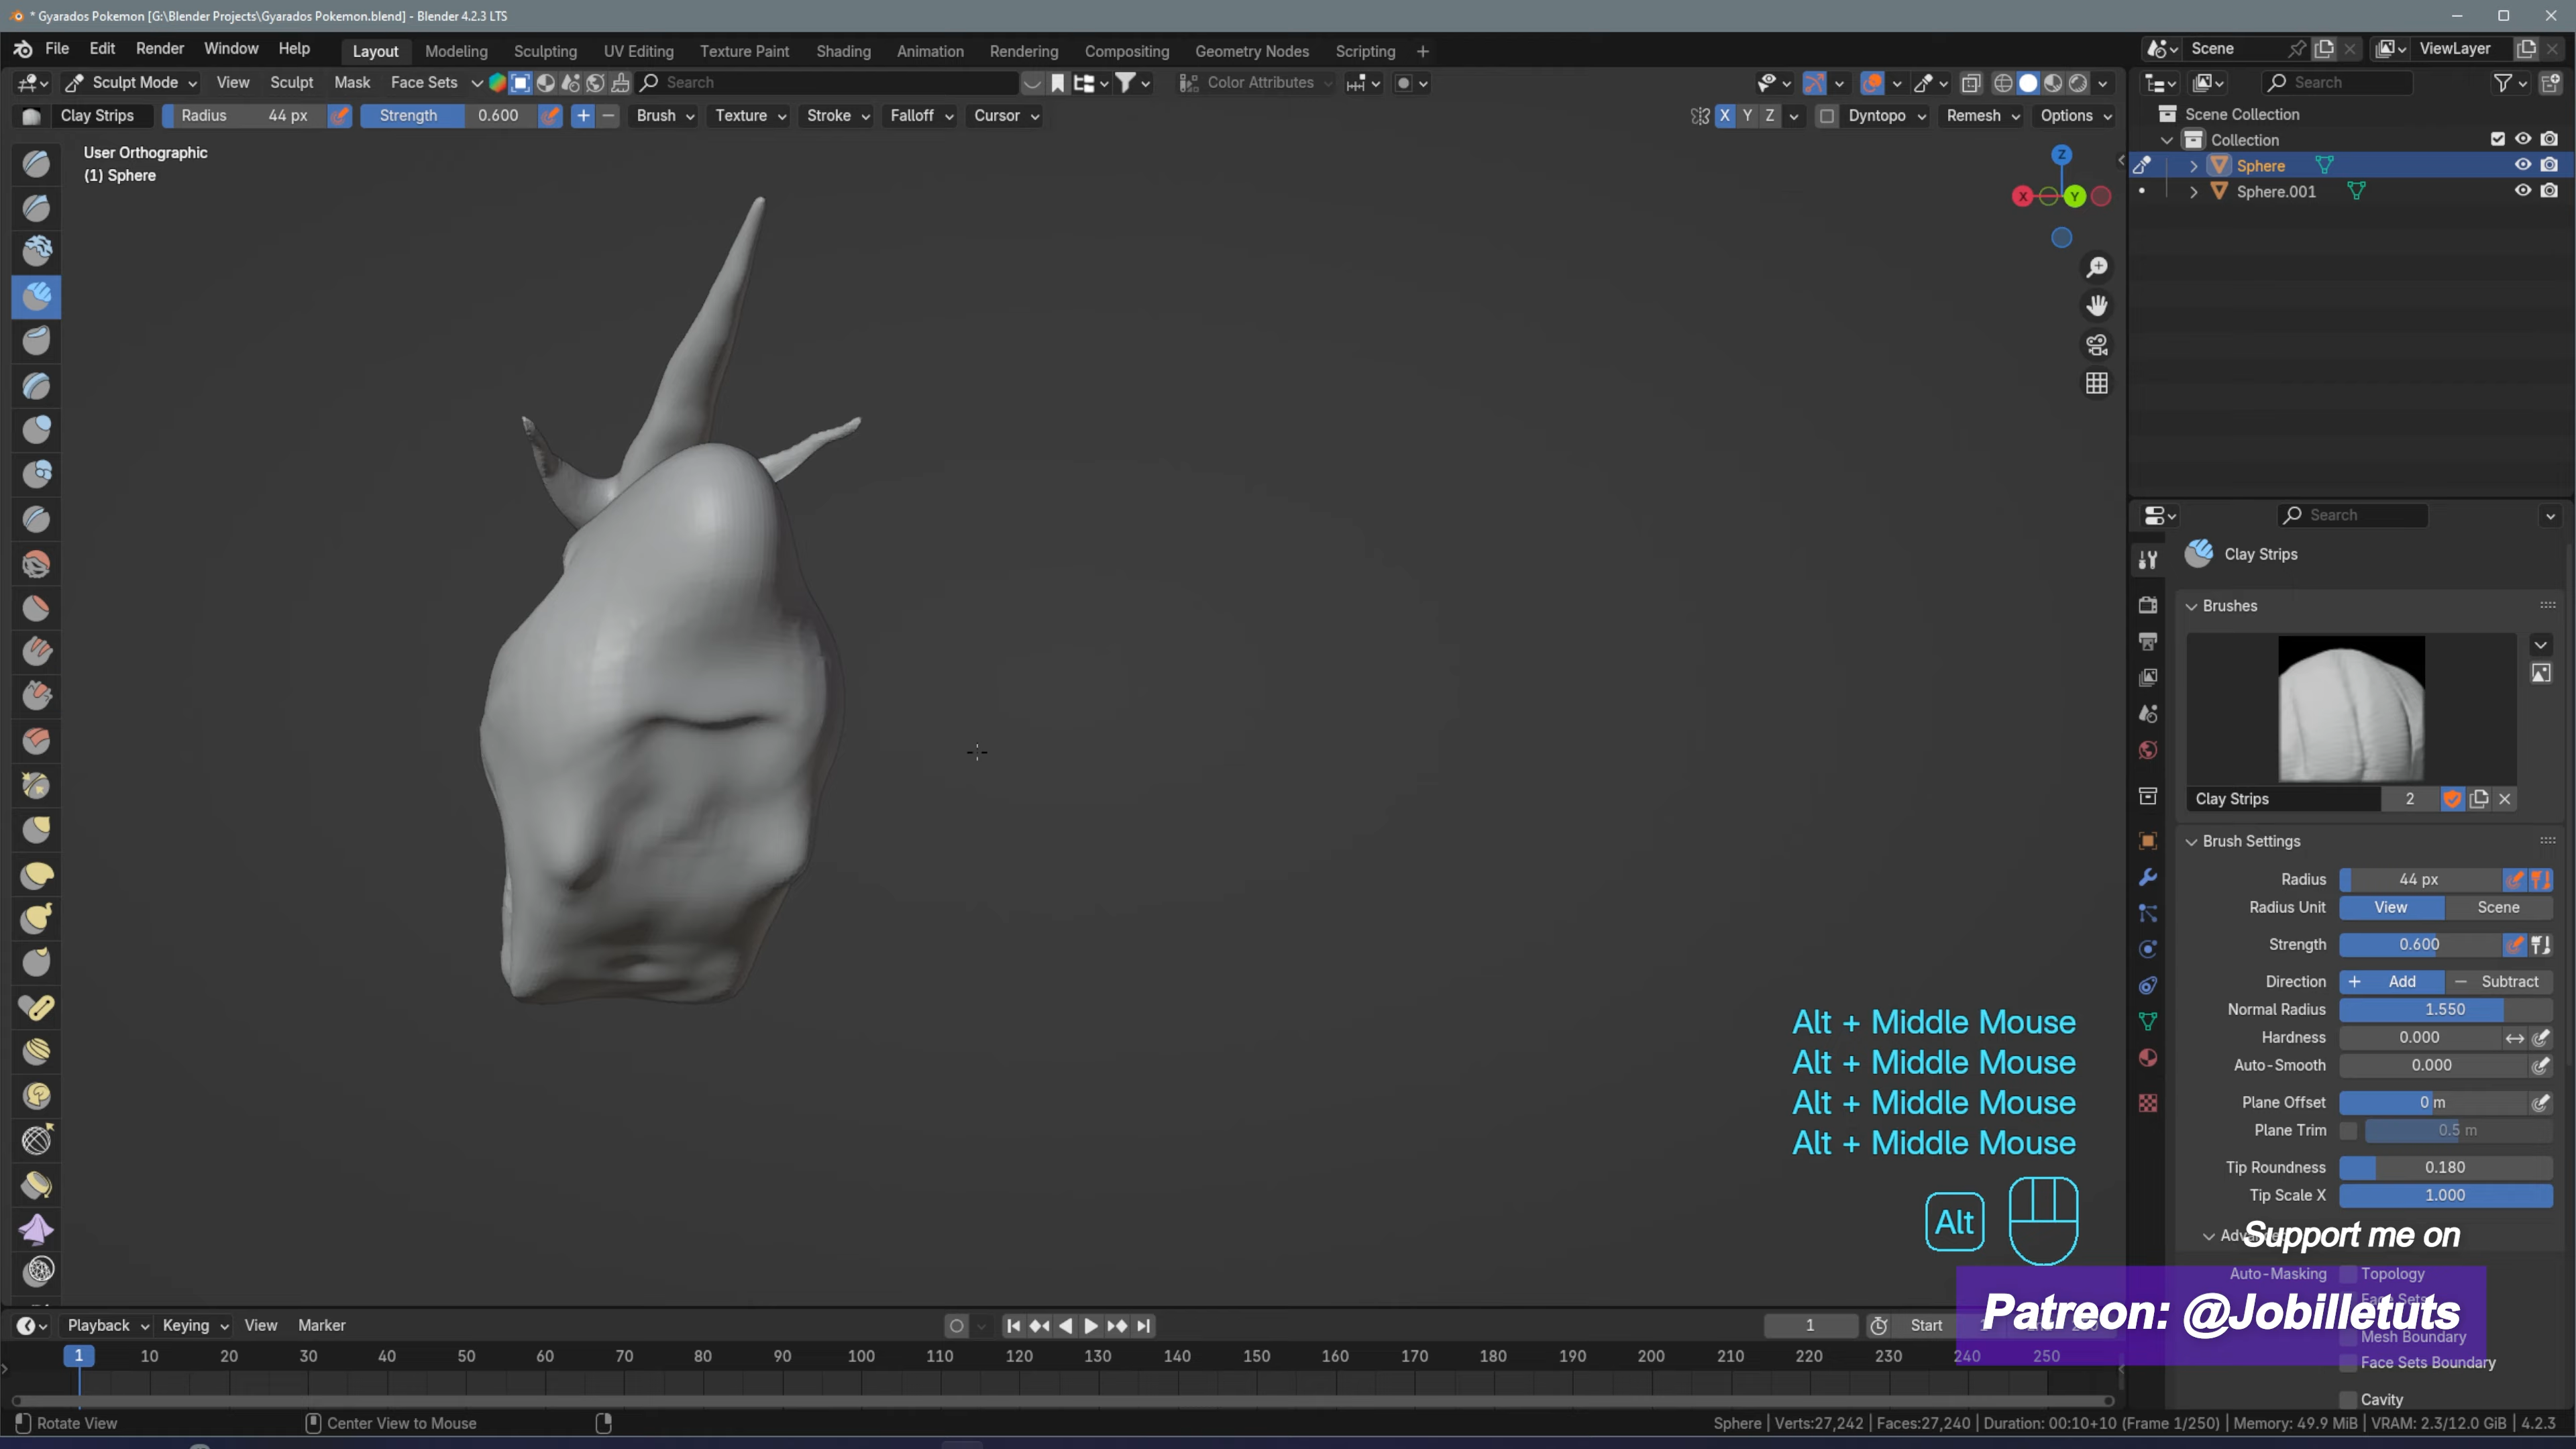 * Gyarados Pokemon [G:\Blender Projects\Gyarados Pokemon.blend] - Blender 4.2.3 LTS
File Edit Render Window Help Layout Modeling Sculpting UV Editing Texture Paint Shading Animation Rendering Compositing Geometry Nodes Scripting + Scene ViewLayer
Sculpt Mode View Sculpt Mask Face Sets Search Color Attributes Search
Clay Strips Radius 44 px Strength 0.600 Brush Texture Stroke Falloff Cursor X Y Z Dyntopo Remesh Options
Scene Collection
Collection
Sphere
Sphere.001
User Orthographic
(1) Sphere
Z
X Y
Search
Clay Strips
Brushes
Clay Strips 2
Brush Settings
Radius 44 px
Radius Unit View Scene
Strength 0.600
Direction + Add − Subtract
Normal Radius 1.550
Hardness 0.000
Auto-Smooth 0.000
Plane Offset 0 m
Plane Trim 0.5 m
Tip Roundness 0.180
Tip Scale X 1.000
Alt + Middle Mouse
Alt + Middle Mouse
Alt + Middle Mouse
Alt + Middle Mouse
Alt
Support me on
Auto-Masking Topology
Patreon: @Jobilletuts
Mesh Boundary
Face Sets Boundary
Cavity
Playback Keying View Marker 1 Start
1 10 20 30 40 50 60 70 80 90 100 110 120 130 140 150 160 170 180 190 200 210 220 230 240 250
Rotate View Center View to Mouse Sphere | Verts:27,242 | Faces:27,240 | Duration: 00:10+10 (Frame 1/250) | Memory: 49.9 MiB | VRAM: 2.3/12.0 GiB | 4.2.3